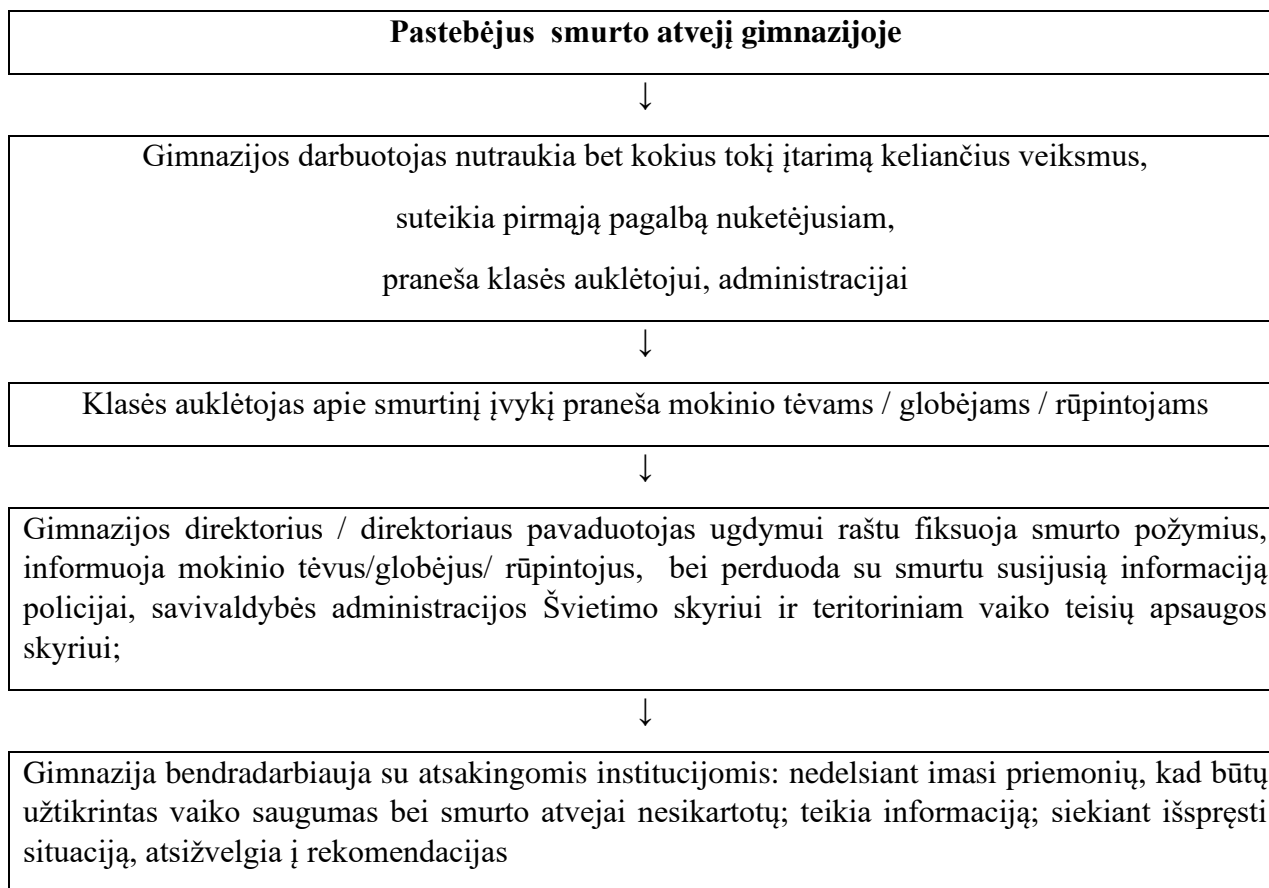 Pastebėjus smurto atvejį gimnazijoje
↓
Gimnazijos darbuotojas nutraukia bet kokius tokį įtarimą keliančius veiksmus,
suteikia pirmąją pagalbą nuketėjusiam,
praneša klasės auklėtojui, administracijai
↓
Klasės auklėtojas apie smurtinį įvykį praneša mokinio tėvams / globėjams / rūpintojams
↓
Gimnazijos direktorius / direktoriaus pavaduotojas ugdymui raštu fiksuoja smurto požymius,
informuoja mokinio tėvus/globėjus/ rūpintojus, bei perduoda su smurtu susijusią informaciją
policijai, savivaldybės administracijos Švietimo skyriui ir teritoriniam vaiko teisių apsaugos
skyriui;
↓
Gimnazija bendradarbiauja su atsakingomis institucijomis: nedelsiant imasi priemonių, kad būtų
užtikrintas vaiko saugumas bei smurto atvejai nesikartotų; teikia informaciją; siekiant išspręsti
situaciją, atsižvelgia į rekomendacijas